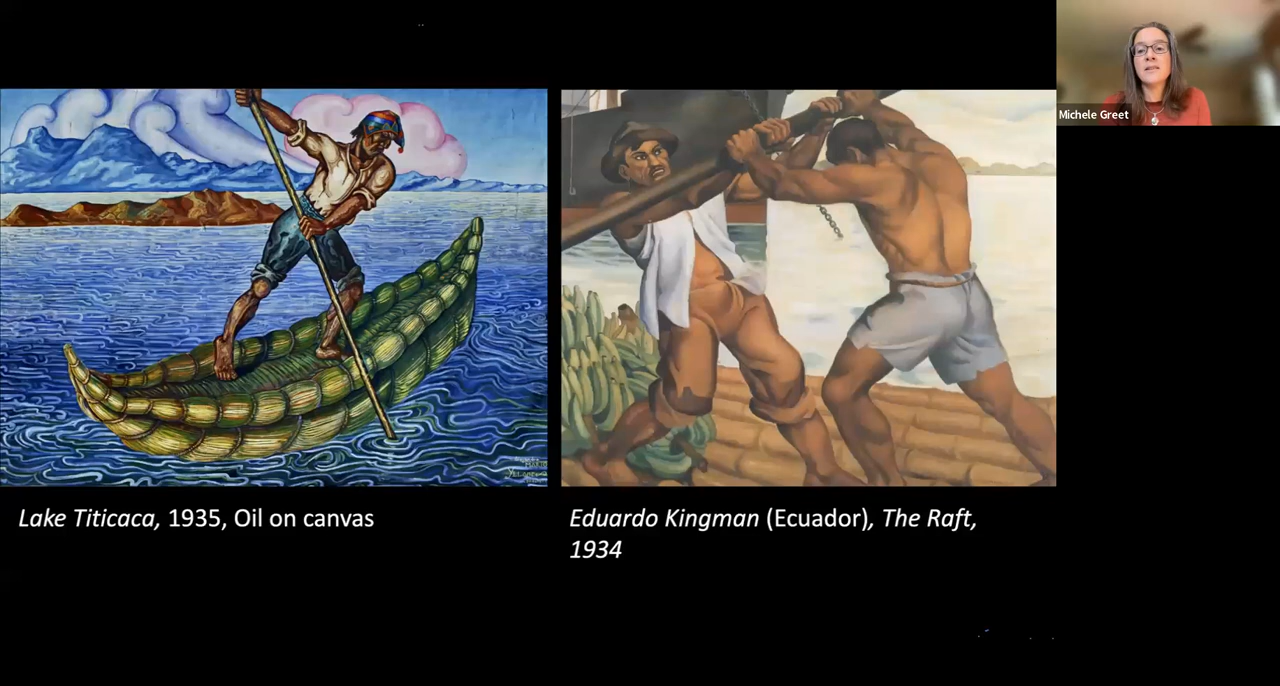 Michele Greet
Lake Titicaca, 1935, Oil on canvas
Eduardo Kingman (Ecuador), The Raft,
1934